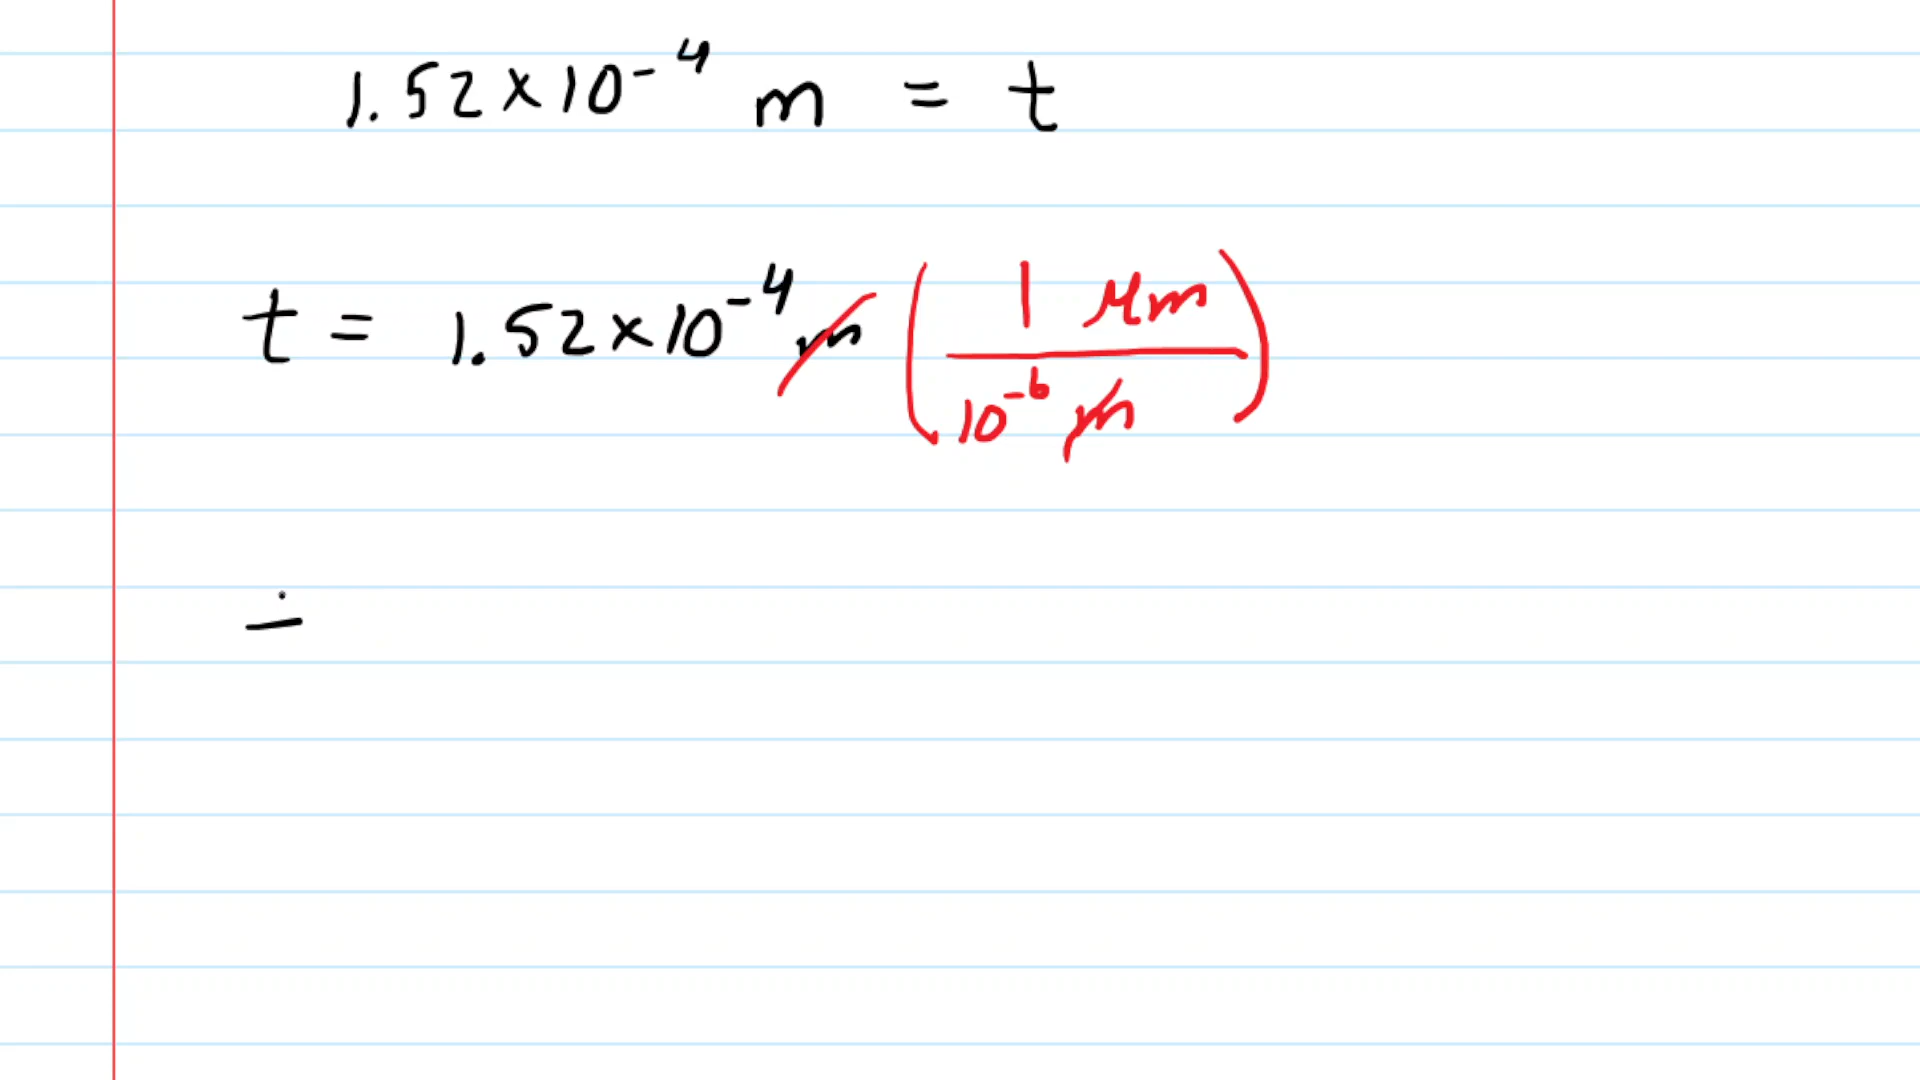 1.52×10⁻⁴ m = t
t = 1.52×10⁻⁴ m (1 μm / 10⁻⁶ m)